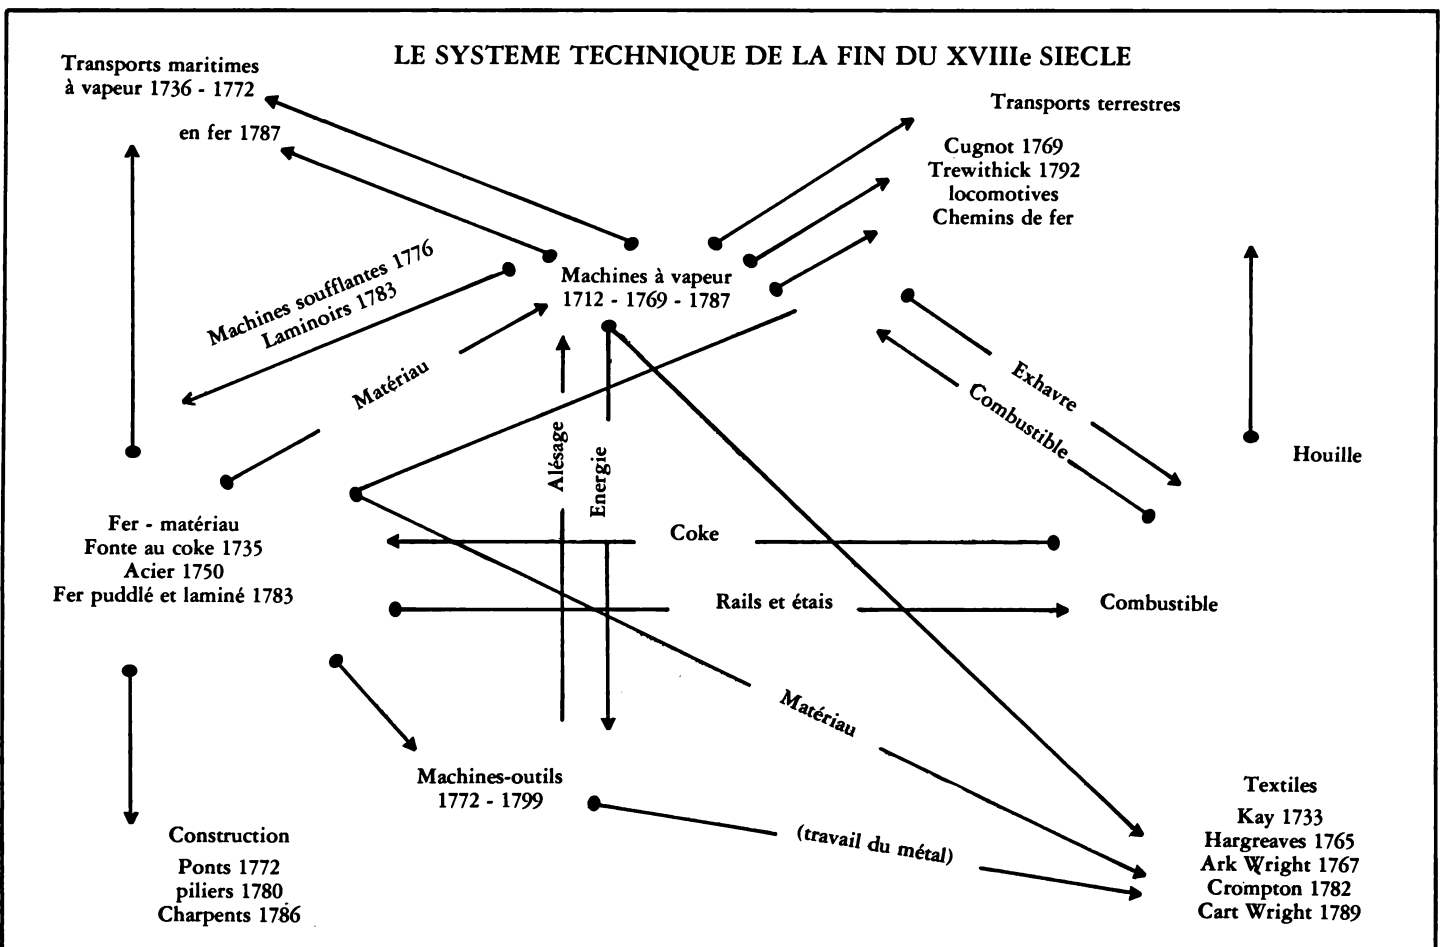 LE SYSTEME TECHNIQUE DE LA FIN DU XVIIIe SIECLE
Transports maritimes
à vapeur 1736 - 1772
en fer 1787
Transports terrestres
Cugnot 1769
Trewithick 1792
locomotives
Chemins de fer
Machines soufflantes 1776
Laminoirs 1783
Machines à vapeur
1712 - 1769 - 1787
Matériau
Alésage
Energie
Exhavre
Combustible
Houille
Fer - matériau
Fonte au coke 1735
Acier 1750
Fer puddlé et laminé 1783
Coke
Rails et étais
Combustible
Matériau
Machines-outils
1772 - 1799
(travail du métal)
Construction
Ponts 1772
piliers 1780
Charpents 1786
Textiles
Kay 1733
Hargreaves 1765
Ark Wright 1767
Crompton 1782
Cart Wright 1789